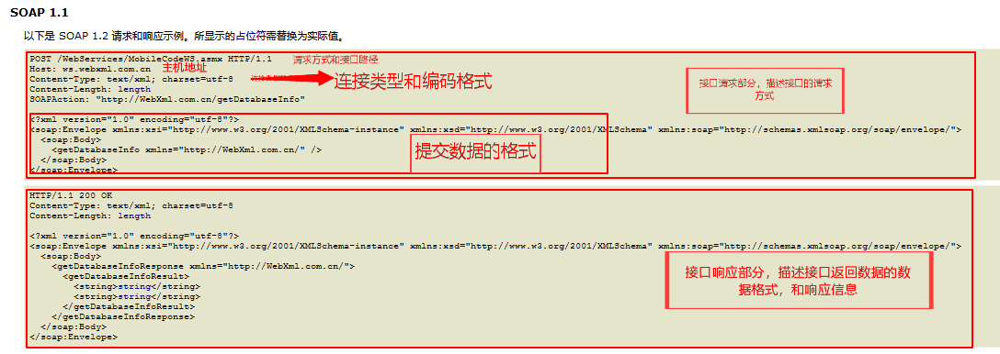 SOAP 1.1
以下是 SOAP 1.2 请求和响应示例。所显示的占位符需替换为实际值。
POST /WebServices/MobileCodeWS.asmx HTTP/1.1
请求方式和接口路径
Host: ws.webxml.com.cn
主机地址
Content-Type: text/xml; charset=utf-8
连接类型和编码格式
Content-Length: length
SOAPAction: "http://WebXml.com.cn/getDatabaseInfo"
接口请求部分，描述接口的请求
方式
<?xml version="1.0" encoding="utf-8"?>
<soap:Envelope xmlns:xsi="http://www.w3.org/2001/XMLSchema-instance" xmlns:xsd="http://www.w3.org/2001/XMLSchema" xmlns:soap="http://schemas.xmlsoap.org/soap/envelope/">
<soap:Body>
<getDatabaseInfo xmlns="http://WebXml.com.cn/" />
</soap:Body>
</soap:Envelope>
提交数据的格式
HTTP/1.1 200 OK
Content-Type: text/xml; charset=utf-8
Content-Length: length
<?xml version="1.0" encoding="utf-8"?>
<soap:Envelope xmlns:xsi="http://www.w3.org/2001/XMLSchema-instance" xmlns:xsd="http://www.w3.org/2001/XMLSchema" xmlns:soap="http://schemas.xmlsoap.org/soap/envelope/">
<soap:Body>
<getDatabaseInfoResponse xmlns="http://WebXml.com.cn/">
<getDatabaseInfoResult>
<string>string</string>
<string>string</string>
</getDatabaseInfoResult>
</getDatabaseInfoResponse>
</soap:Body>
</soap:Envelope>
接口响应部分，描述接口返回数据的数
据格式，和响应信息